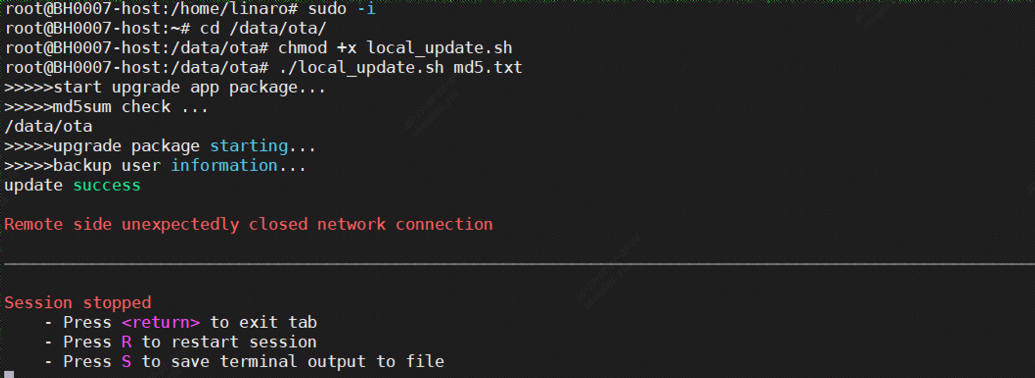 root@BH0007-host:/home/linaro# sudo -i
root@BH0007-host:~# cd /data/ota/
root@BH0007-host:/data/ota# chmod +x local_update.sh
root@BH0007-host:/data/ota# ./local_update.sh md5.txt
>>>>>start upgrade app package...
>>>>>md5sum check ...
/data/ota
>>>>>upgrade package starting...
>>>>>backup user information...
update success
Remote side unexpectedly closed network connection
Session stopped
- Press <return> to exit tab
- Press R to restart session
- Press S to save terminal output to file